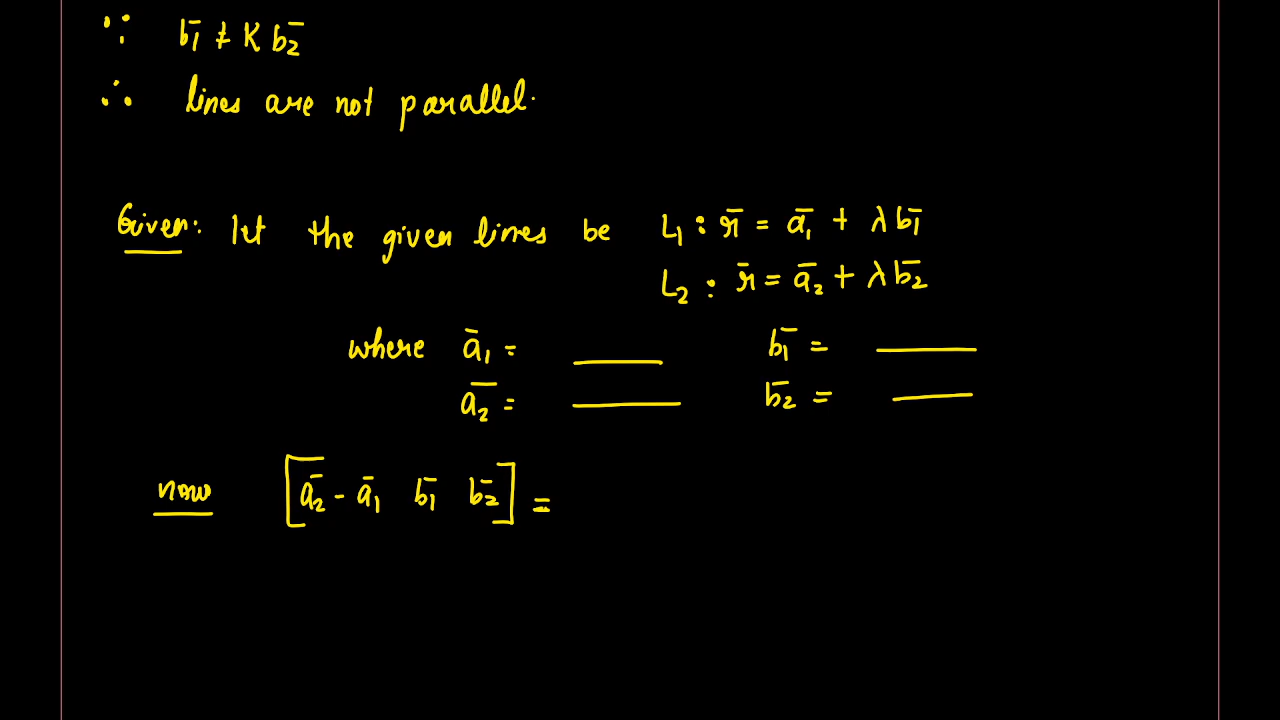 ∵ b̄₁ ≠ K b̄₂
∴ lines are not parallel.
Given: let the given lines be L₁ : r̄ = ā₁ + λ b̄₁
L₂ : r̄ = ā₂ + λ b̄₂
where ā₁ = ____ b̄₁ = ____
ā₂ = ____ b̄₂ = ____
now [ā₂ - ā₁ b̄₁ b̄₂] =